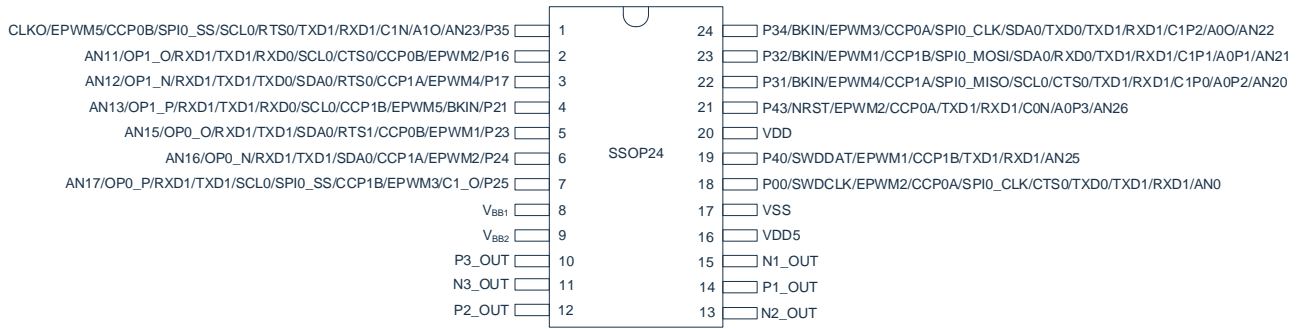 CLKO/EPWM5/CCP0B/SPI0_SS/SCL0/RTS0/TXD1/RXD1/C1N/A1O/AN23/P35 1 24 P34/BKIN/EPWM3/CCP0A/SPI0_CLK/SDA0/TXD0/TXD1/RXD1/C1P2/A0O/AN22
AN11/OP1_O/RXD1/TXD1/RXD0/SCL0/CTS0/CCP0B/EPWM2/P16 2 23 P32/BKIN/EPWM1/CCP1B/SPI0_MOSI/SDA0/RXD0/TXD1/RXD1/C1P1/A0P1/AN21
AN12/OP1_N/RXD1/TXD1/TXD0/SDA0/RTS0/CCP1A/EPWM4/P17 3 22 P31/BKIN/EPWM4/CCP1A/SPI0_MISO/SCL0/CTS0/TXD1/RXD1/C1P0/A0P2/AN20
AN13/OP1_P/RXD1/TXD1/RXD0/SCL0/CCP1B/EPWM5/BKIN/P21 4 21 P43/NRST/EPWM2/CCP0A/TXD1/RXD1/C0N/A0P3/AN26
AN15/OP0_O/RXD1/TXD1/SDA0/RTS1/CCP0B/EPWM1/P23 5 20 VDD
SSOP24
AN16/OP0_N/RXD1/TXD1/SDA0/CCP1A/EPWM2/P24 6 19 P40/SWDDAT/EPWM1/CCP1B/TXD1/RXD1/AN25
AN17/OP0_P/RXD1/TXD1/SCL0/SPI0_SS/CCP1B/EPWM3/C1_O/P25 7 18 P00/SWDCLK/EPWM2/CCP0A/SPI0_CLK/CTS0/TXD0/TXD1/RXD1/AN0
VBB1 8 17 VSS
VBB2 9 16 VDD5
P3_OUT 10 15 N1_OUT
N3_OUT 11 14 P1_OUT
P2_OUT 12 13 N2_OUT